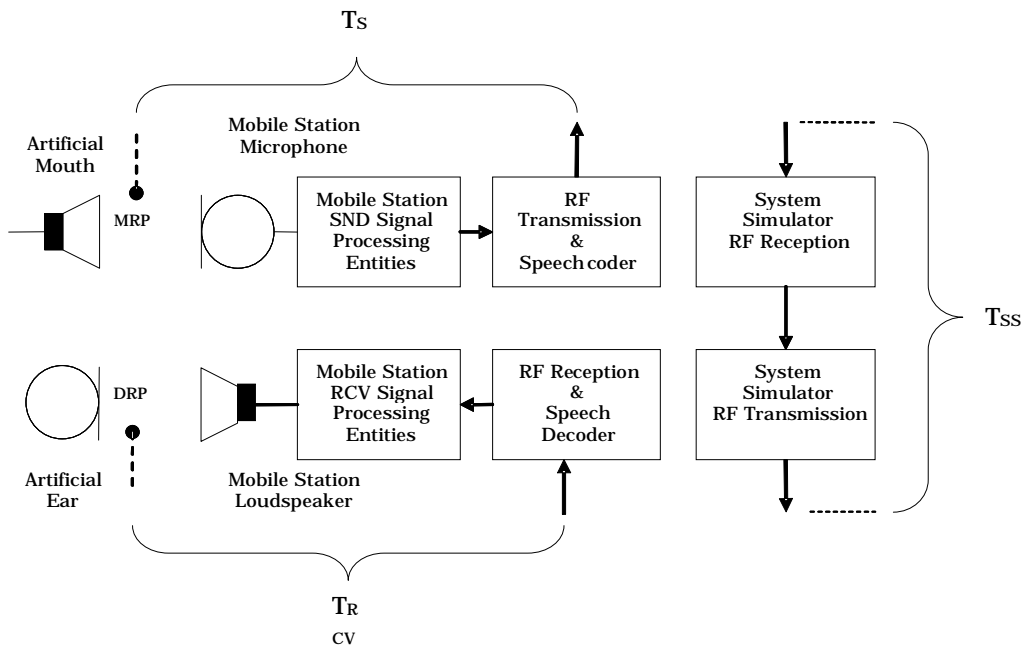 Ts
Artificial
Mouth
MRP
Mobile Station
Microphone
Mobile Station
SND Signal
Processing
Entities
RF
Transmission
&
Speech coder
System
Simulator
RF Reception
Tss
DRP
Artificial
Ear
Mobile Station
Loudspeaker
Mobile Station
RCV Signal
Processing
Entities
RF Reception
&
Speech
Decoder
System
Simulator
RF Transmission
TR
CV